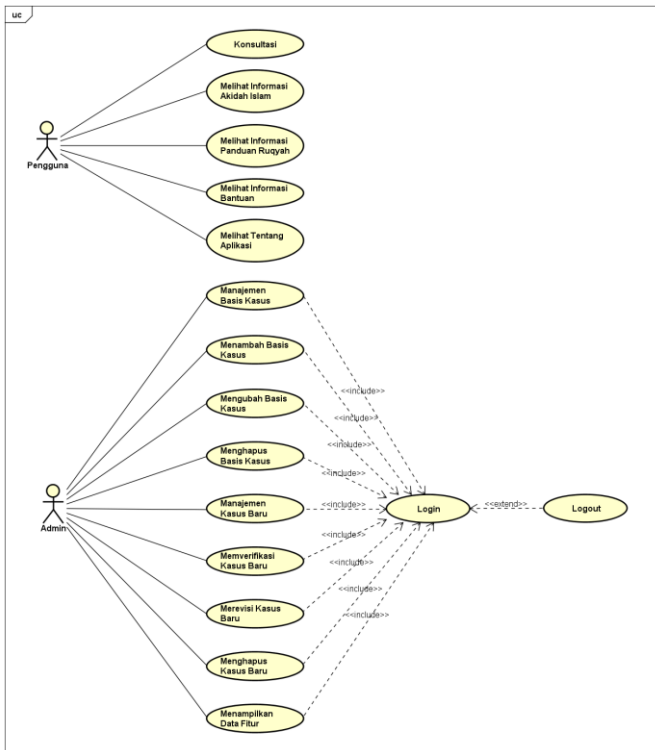 uc
Konsultasi
Melihat Informasi
Akidah Islam
Melihat Informasi
Panduan Ruqyah
Pengguna
Melihat Informasi
Bantuan
Melihat Tentang
Aplikasi
Manajemen
Basis Kasus
Menambah Basis
Kasus
<<include>>
Mengubah Basis
Kasus
<<include>>
<<include>>
Menghapus
Basis Kasus
<<include>>
Admin
Manajemen
Kasus Baru
<<include>>
Login
<<extend>>
Logout
<<include>>
Memverifikasi
Kasus Baru
<<include>>
Merevisi Kasus
Baru
<<include>>
<<include>>
Menghapus
Kasus Baru
Menampilkan
Data Fitur